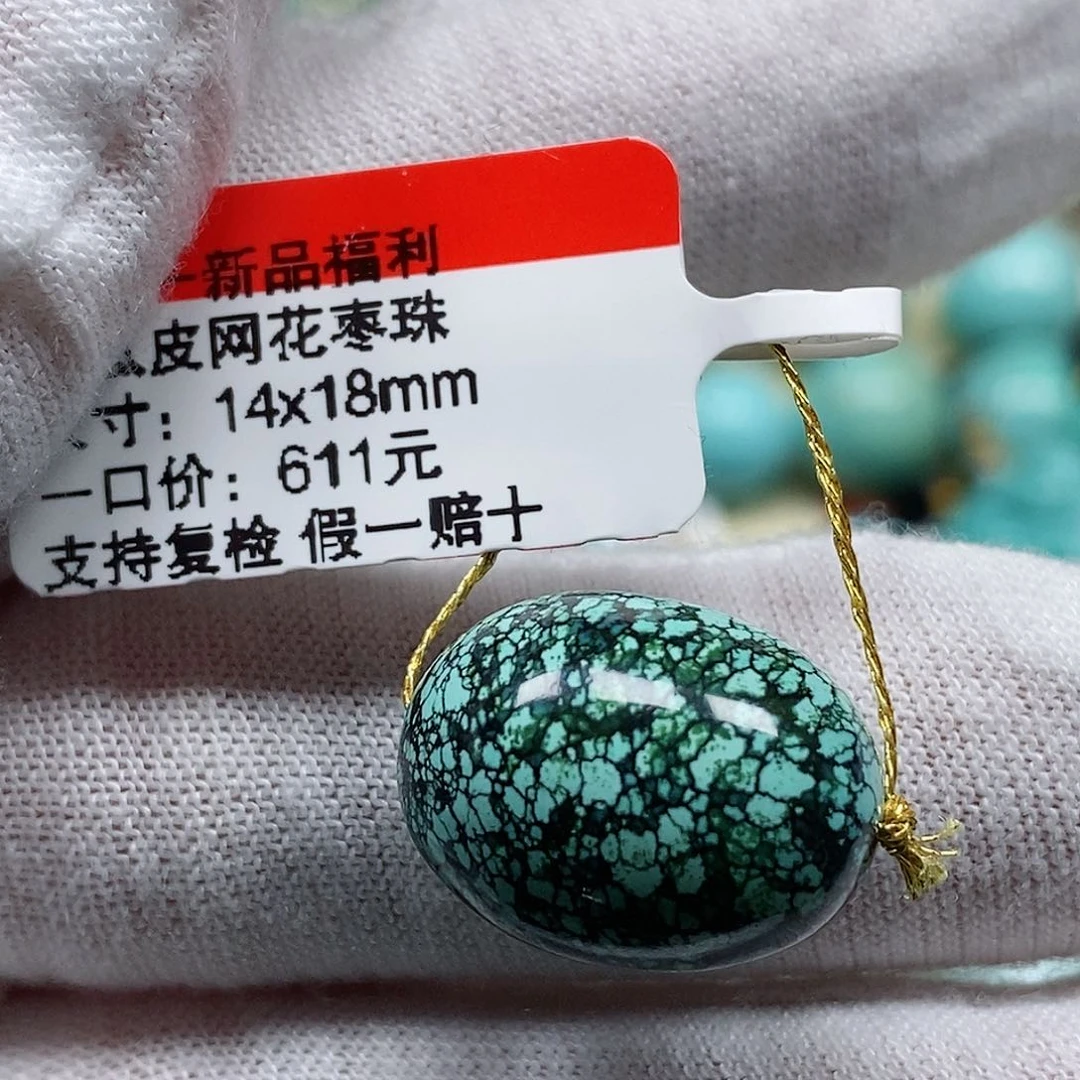 新品福利
皮网花枣珠
寸：14x18mm
一口价：611元
支持复检 假一赔十